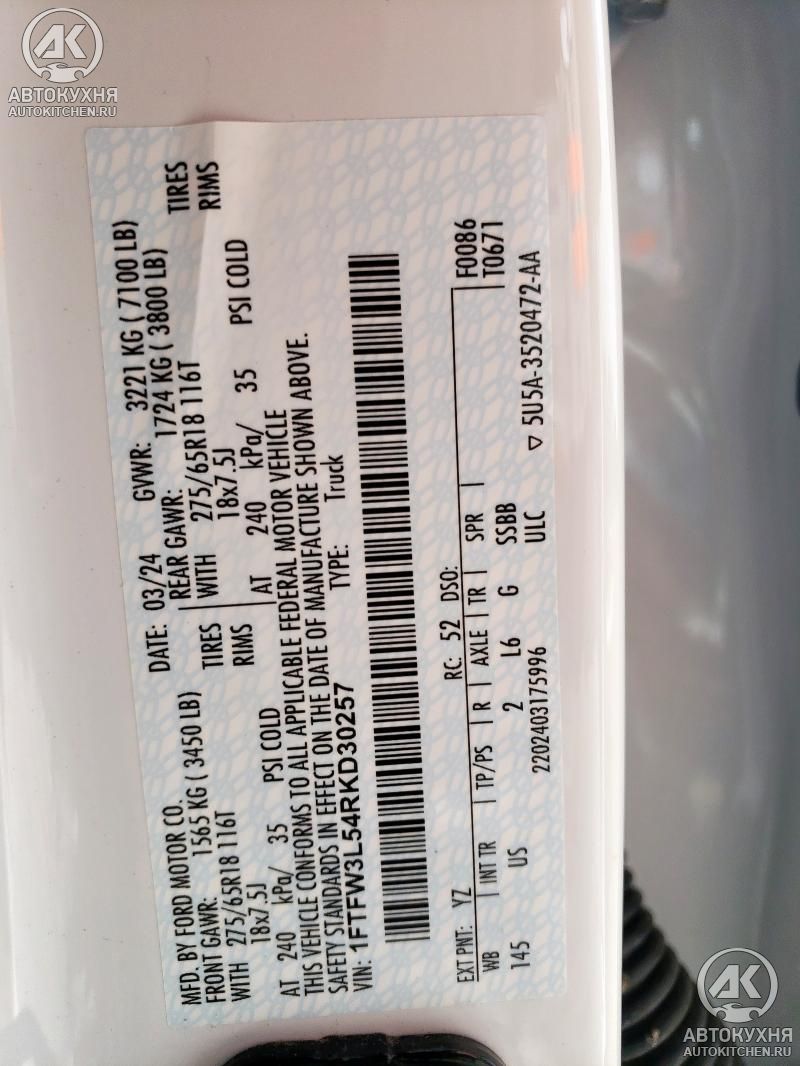 AK
АВТОКУХНЯ
AUTOKITCHEN.RU
MFD. BY FORD MOTOR CO. DATE: 03/24 GVWR: 3221 KG ( 7100 LB)
FRONT GAWR: 1565 KG ( 3450 LB) REAR GAWR: 1724 KG ( 3800 LB)
WITH 275/65R18 116T TIRES WITH 275/65R18 116T TIRES
18x7.5J RIMS 18x7.5J RIMS
AT 240 kPa/ 35 PSI COLD AT 240 kPa/ 35 PSI COLD
THIS VEHICLE CONFORMS TO ALL APPLICABLE FEDERAL MOTOR VEHICLE
SAFETY STANDARDS IN EFFECT ON THE DATE OF MANUFACTURE SHOWN ABOVE.
VIN: 1FTFW3L54RKD30257 TYPE: Truck
EXT PNT: YZ RC: 52 DSO: F0086
WB INT TR TP/PS R AXLE TR SPR T0671
145 US 2 L6 G SSBB
2202403175996 ULC ▽ 5U5A-3520472-AA
AK
АВТОКУХНЯ
AUTOKITCHEN.RU